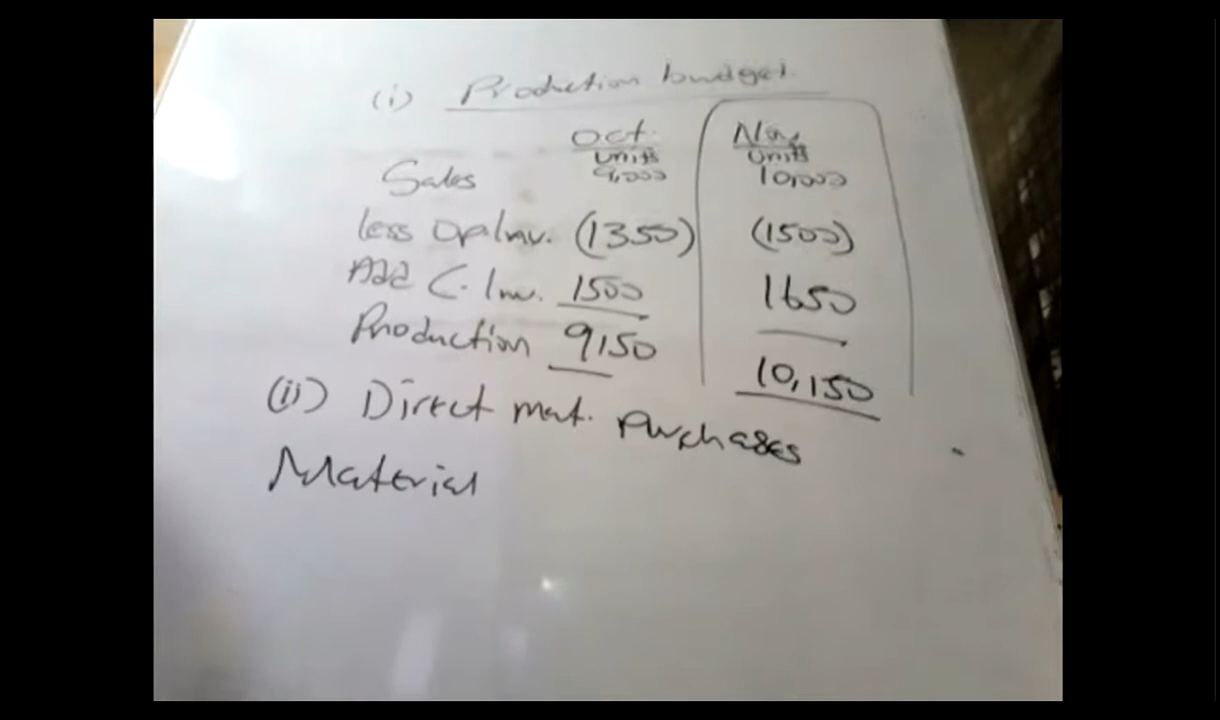 (i) Production budget
Oct. Nov
Units Units
Sales 9,000 10,000
less Op Inv. (1350) (1500)
Add C. Inv. 1500 1650
Production 9150 10,150
(ii) Direct mat. Purchases
Material